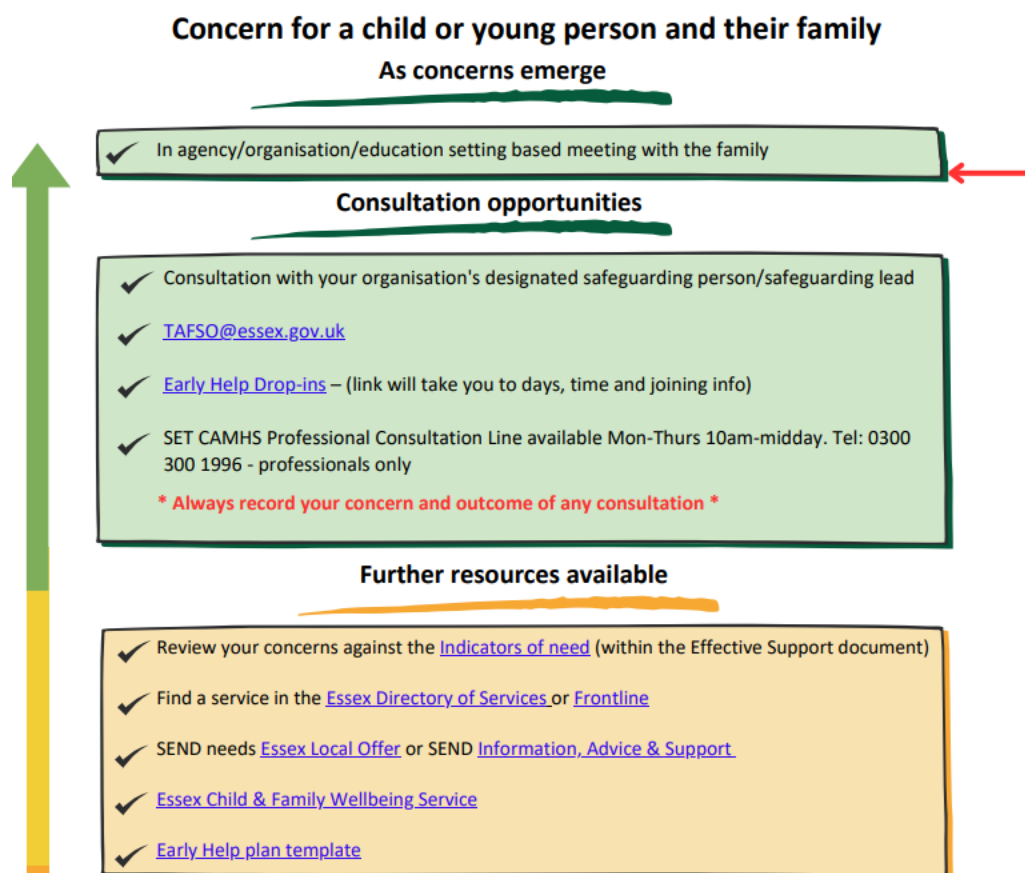 Concern for a child or young person and their family
As concerns emerge
In agency/organisation/education setting based meeting with the family
Consultation opportunities
Consultation with your organisation's designated safeguarding person/safeguarding lead
TAFSO@essex.gov.uk
Early Help Drop-ins – (link will take you to days, time and joining info)
SET CAMHS Professional Consultation Line available Mon-Thurs 10am-midday. Tel: 0300
300 1996 - professionals only
* Always record your concern and outcome of any consultation *
Further resources available
Review your concerns against the Indicators of need (within the Effective Support document)
Find a service in the Essex Directory of Services or Frontline
SEND needs Essex Local Offer or SEND Information, Advice & Support
Essex Child & Family Wellbeing Service
Early Help plan template